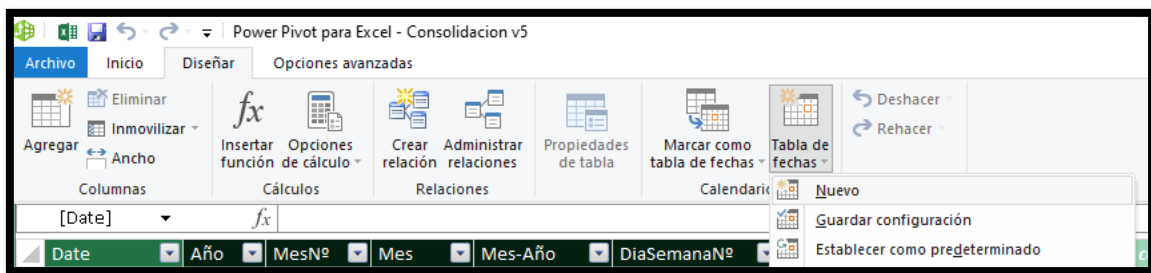 Power Pivot para Excel - Consolidacion v5
Archivo Inicio Diseñar Opciones avanzadas
Agregar
Eliminar
Inmovilizar
Ancho
Columnas
fx
Insertar función
Opciones de cálculo
Cálculos
Crear relación
Administrar relaciones
Relaciones
Propiedades de tabla
Marcar como tabla de fechas
Tabla de fechas
Deshacer
Rehacer
Nuevo
Guardar configuración
Establecer como predeterminado
[Date] fx
Date Año MesNº Mes Mes-Año DiaSemanaNº